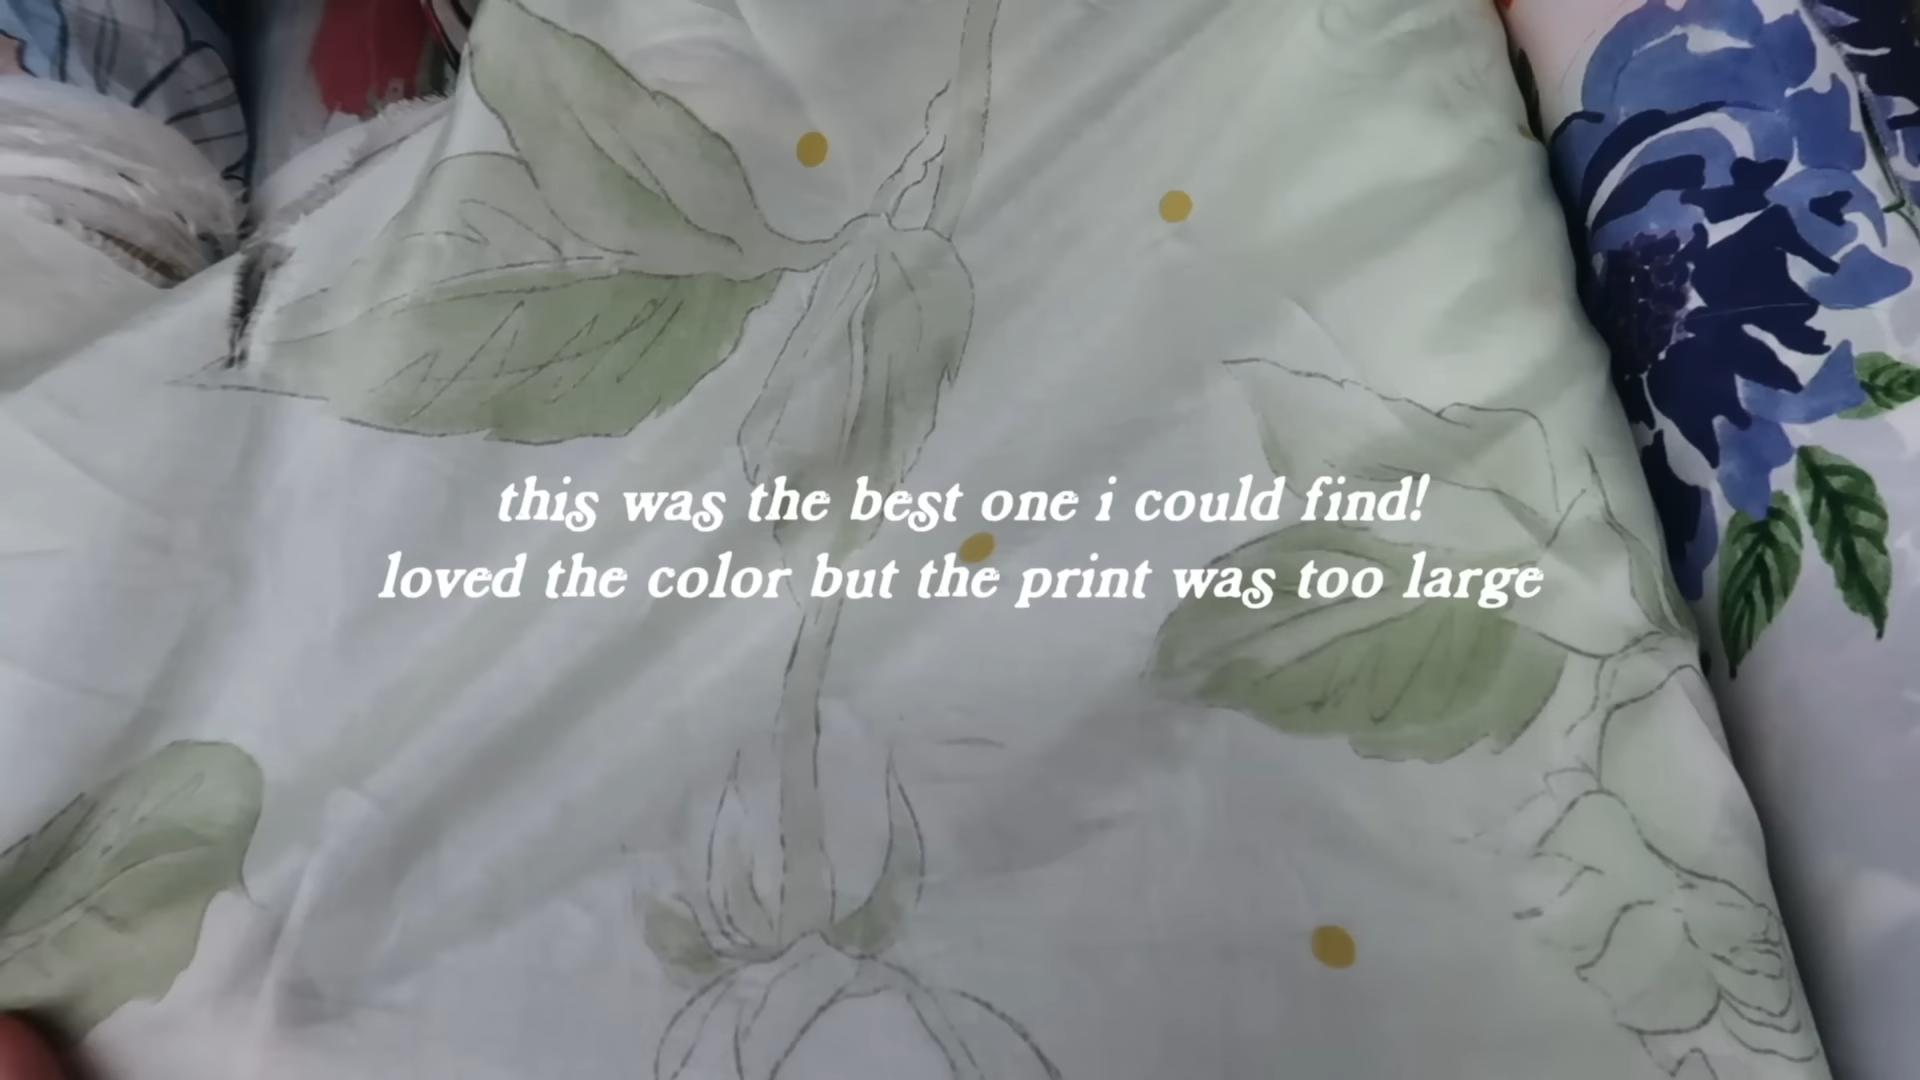 this was the best one i could find!
loved the color but the print was too large